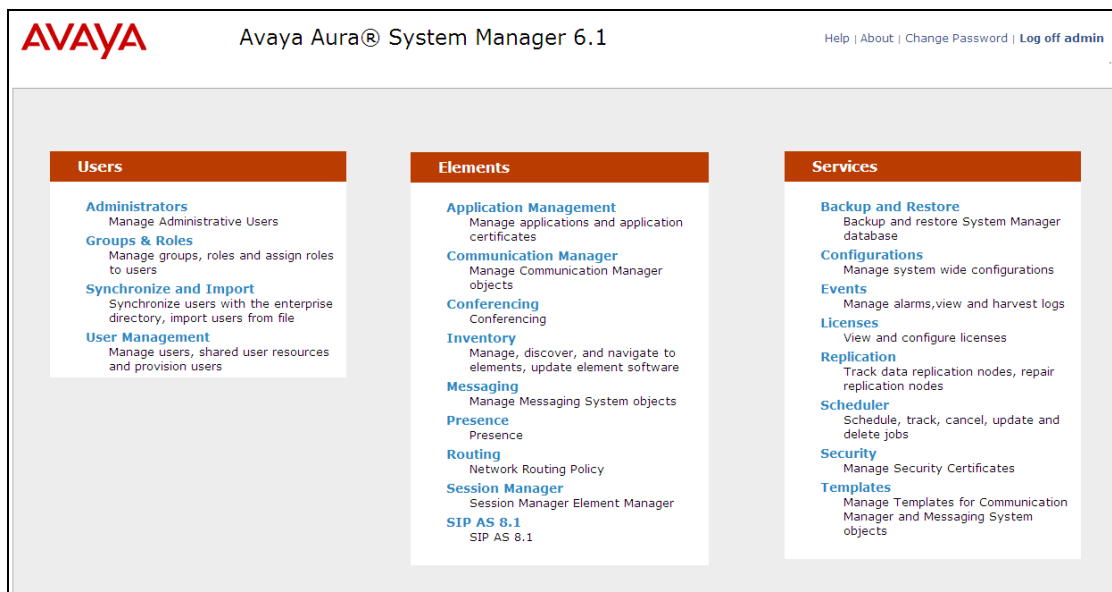 AVAYA
Avaya Aura® System Manager 6.1
Help | About | Change Password | Log off admin
Users
Administrators
Manage Administrative Users
Groups & Roles
Manage groups, roles and assign roles
to users
Synchronize and Import
Synchronize users with the enterprise
directory, import users from file
User Management
Manage users, shared user resources
and provision users
Elements
Application Management
Manage applications and application
certificates
Communication Manager
Manage Communication Manager
objects
Conferencing
Conferencing
Inventory
Manage, discover, and navigate to
elements, update element software
Messaging
Manage Messaging System objects
Presence
Presence
Routing
Network Routing Policy
Session Manager
Session Manager Element Manager
SIP AS 8.1
SIP AS 8.1
Services
Backup and Restore
Backup and restore System Manager
database
Configurations
Manage system wide configurations
Events
Manage alarms,view and harvest logs
Licenses
View and configure licenses
Replication
Track data replication nodes, repair
replication nodes
Scheduler
Schedule, track, cancel, update and
delete jobs
Security
Manage Security Certificates
Templates
Manage Templates for Communication
Manager and Messaging System
objects